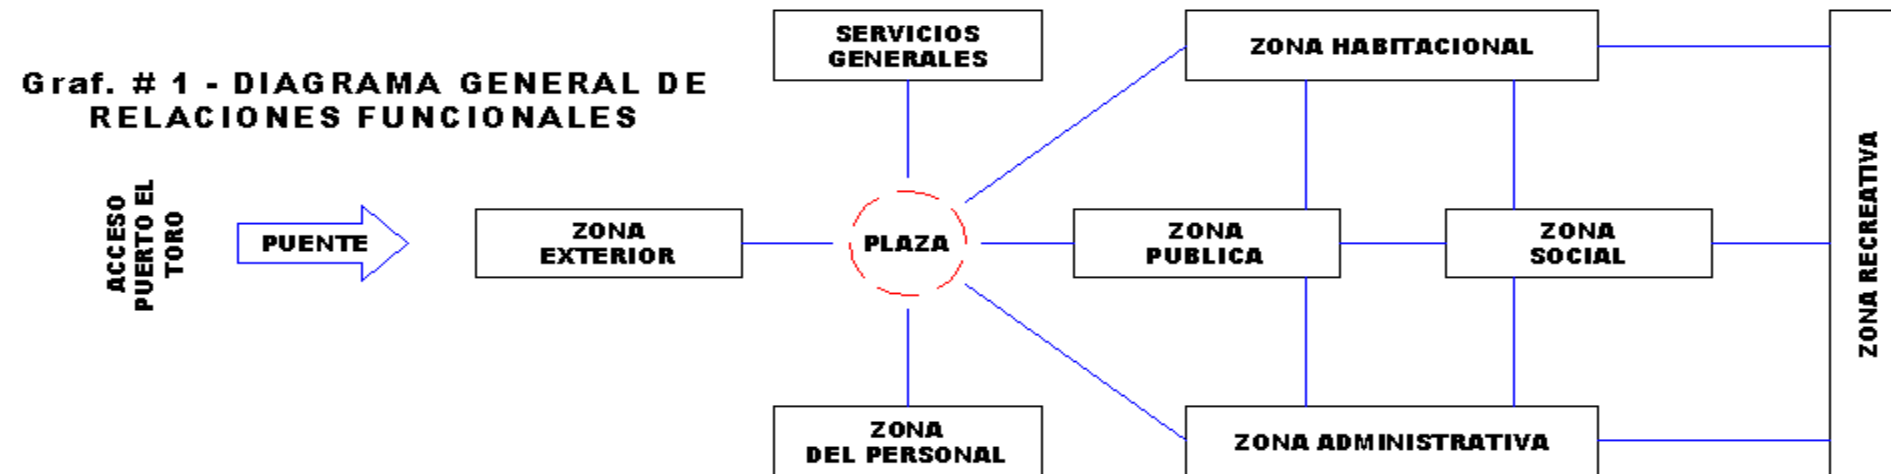 Graf. # 1 - DIAGRAMA GENERAL DE
RELACIONES FUNCIONALES
ACCESO
PUERTO EL
TORO
PUENTE
ZONA
EXTERIOR
SERVICIOS
GENERALES
PLAZA
ZONA
DEL PERSONAL
ZONA HABITACIONAL
ZONA
PUBLICA
ZONA
SOCIAL
ZONA ADMINISTRATIVA
ZONA RECREATIVA